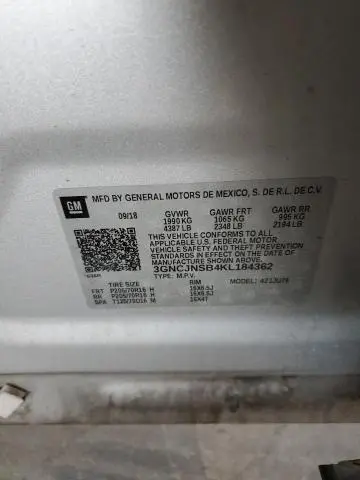 GM
MFD BY GENERAL MOTORS DE MEXICO, S. DE R.L. DE C.V.
09/18 GVWR GAWR FRT GAWR RR
1990 KG 1065 KG 995 KG
4387 LB 2348 LB 2194 LB
THIS VEHICLE CONFORMS TO ALL
APPLICABLE U.S. FEDERAL MOTOR
VEHICLE SAFETY AND THEFT PREVENTION
STANDARDS IN EFFECT ON THE DATE OF
MANUFACTURE SHOWN ABOVE.
3GNCJNSB4KL184362
TYPE: M.P.V.
TIRE SIZE RIM
FRT P205/70R16 H 16X6.5J
RR P205/70R16 H 16X6.5J
SPA T135/70D16 M 16X4T